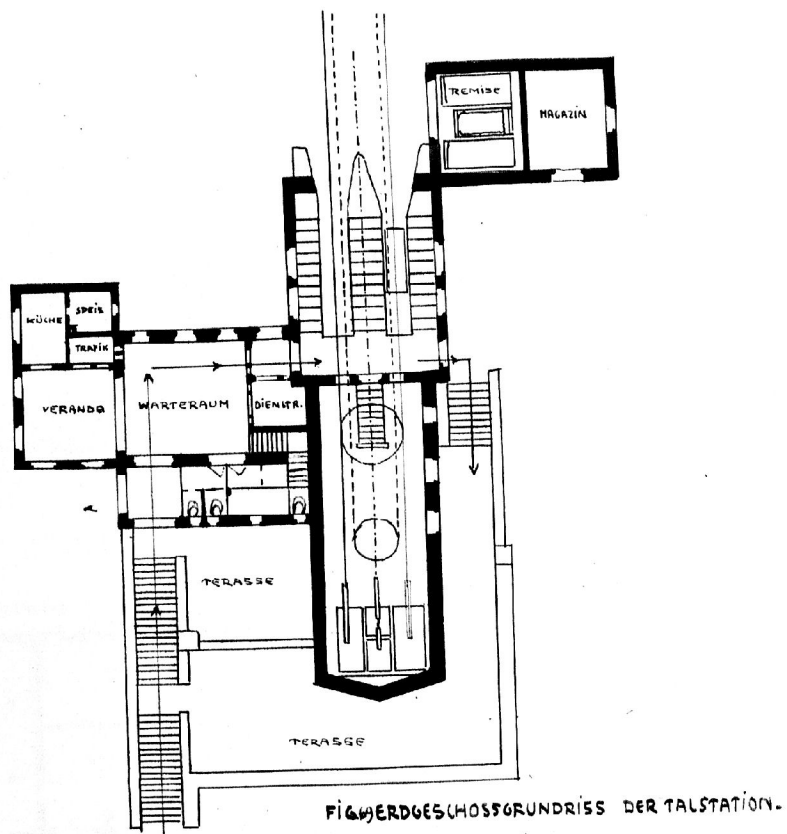 REMISE
MAGAZIN
KÜCHE
SPEIS
TRAFIK
VERANDA
WARTERAUM
DIENSTR.
TERASSE
TERASSE
ERDGESCHOSSGRUNDRISS DER TALSTATION.